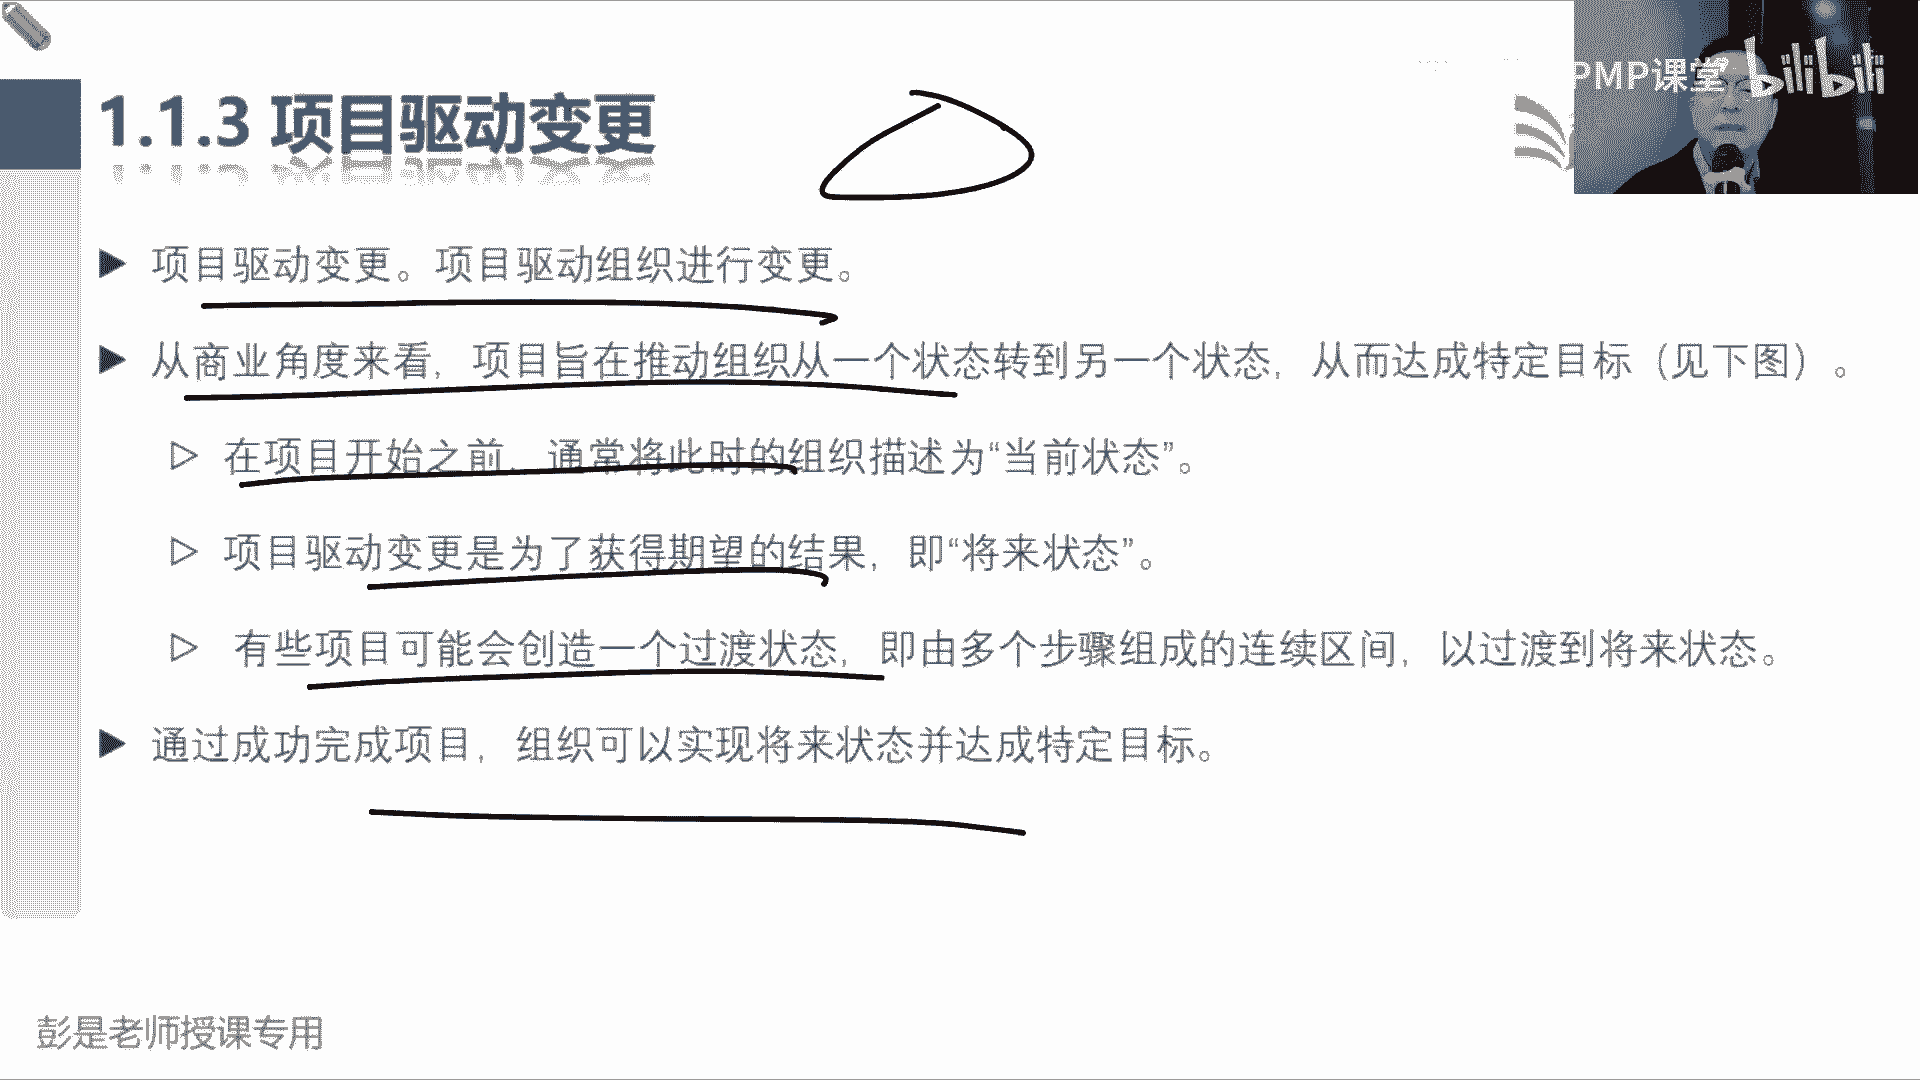 PMP课堂 bilibili
1.1.3 项目驱动变更
项目驱动变更。项目驱动组织进行变更。
从商业角度来看，项目旨在推动组织从一个状态转到另一个状态，从而达成特定目标（见下图）。
在项目开始之前，通常将此时的组织描述为“当前状态”。
项目驱动变更是为了获得期望的结果，即“将来状态”。
有些项目可能会创造一个过渡状态，即由多个步骤组成的连续区间，以过渡到将来状态。
通过成功完成项目，组织可以实现将来状态并达成特定目标。
彭是老师授课专用